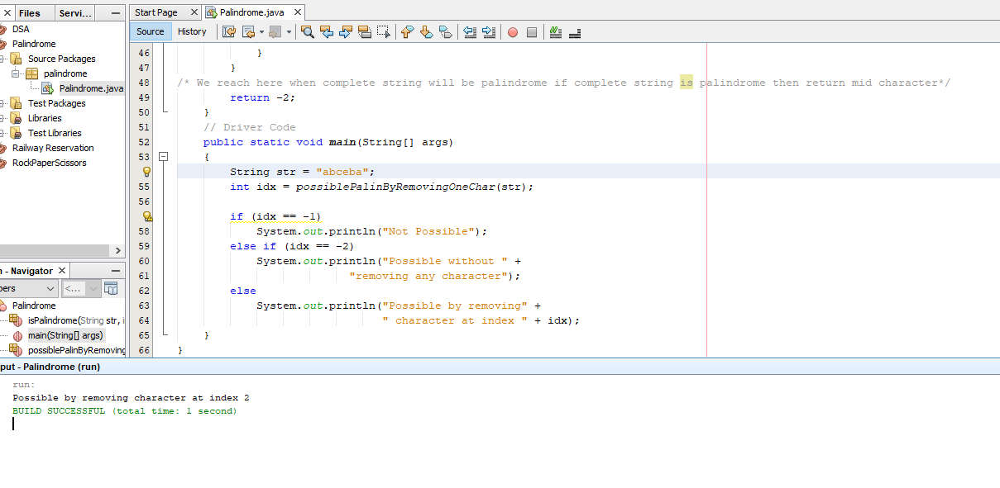 Files Servi...
DSA
Palindrome
Source Packages
palindrome
Palindrome.java
Test Packages
Libraries
Test Libraries
Railway Reservation
RockPaperScissors
- Navigator
<...
Palindrome
isPalindrome(String str, i
main(String[] args)
possiblePalinByRemoving
Start Page Palindrome.java
Source History
46 }
47 }
48 /* We reach here when complete string will be palindrome if complete string is palindrome then return mid character*/
49 return -2;
50 }
51 // Driver Code
52 public static void main(String[] args)
53 {
String str = "abceba";
55 int idx = possiblePalinByRemovingOneChar(str);
56
if (idx == -1)
58 System.out.println("Not Possible");
59 else if (idx == -2)
60 System.out.println("Possible without " +
61 "removing any character");
62 else
63 System.out.println("Possible by removing" +
64 " character at index " + idx);
65 }
66 }
put - Palindrome (run)
run:
Possible by removing character at index 2
BUILD SUCCESSFUL (total time: 1 second)